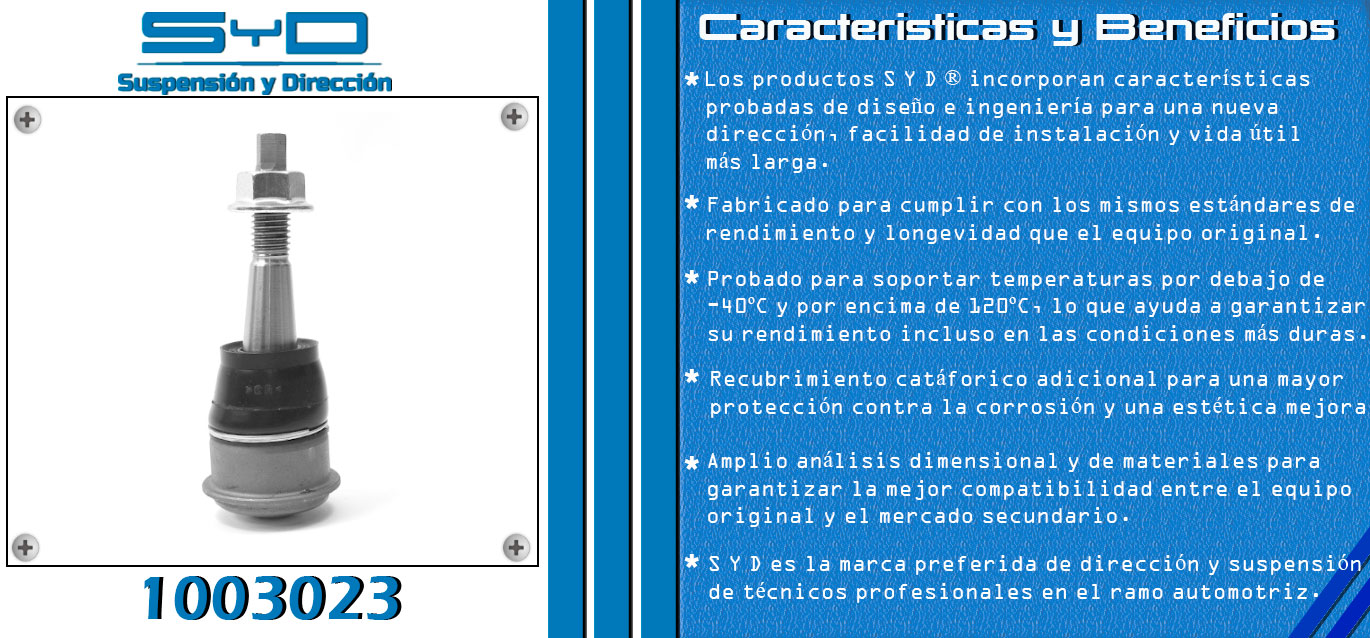 SYD
Suspensión y Dirección
1003023
Caracteristicas y Beneficios
* Los productos S Y D ® incorporan características
probadas de diseño e ingeniería para una nueva
dirección, facilidad de instalación y vida útil
más larga.
* Fabricado para cumplir con los mismos estándares de
rendimiento y longevidad que el equipo original.
* Probado para soportar temperaturas por debajo de
-40ºC y por encima de 120ºC, lo que ayuda a garantizar
su rendimiento incluso en las condiciones más duras.
* Recubrimiento catáforico adicional para una mayor
protección contra la corrosión y una estética mejora
* Amplio análisis dimensional y de materiales para
garantizar la mejor compatibilidad entre el equipo
original y el mercado secundario.
* S Y D es la marca preferida de dirección y suspensión
de técnicos profesionales en el ramo automotriz.